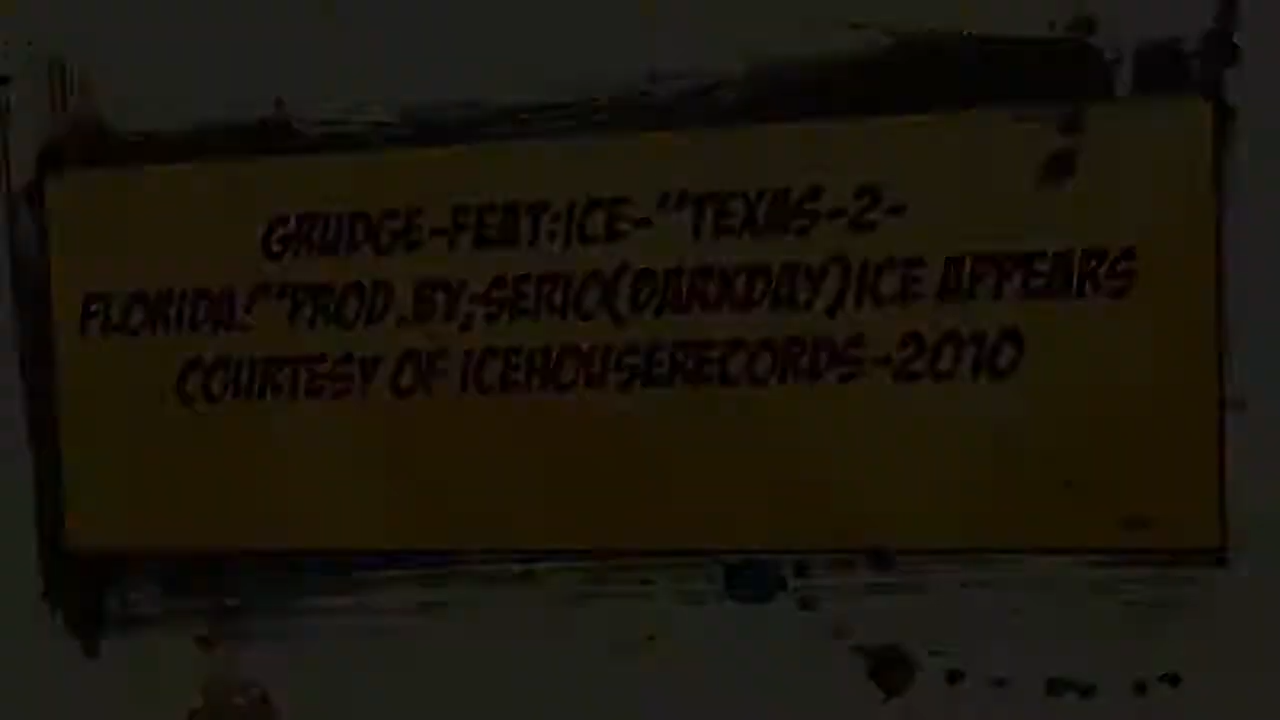 GRUDGE-FEAT:ICE-"TEXAS-2-
FLORIDA:""PROD.BY;SERIO(DARKDAY)ICE APPEARS
COURTESY OF ICEHOUSERECORDS-2010